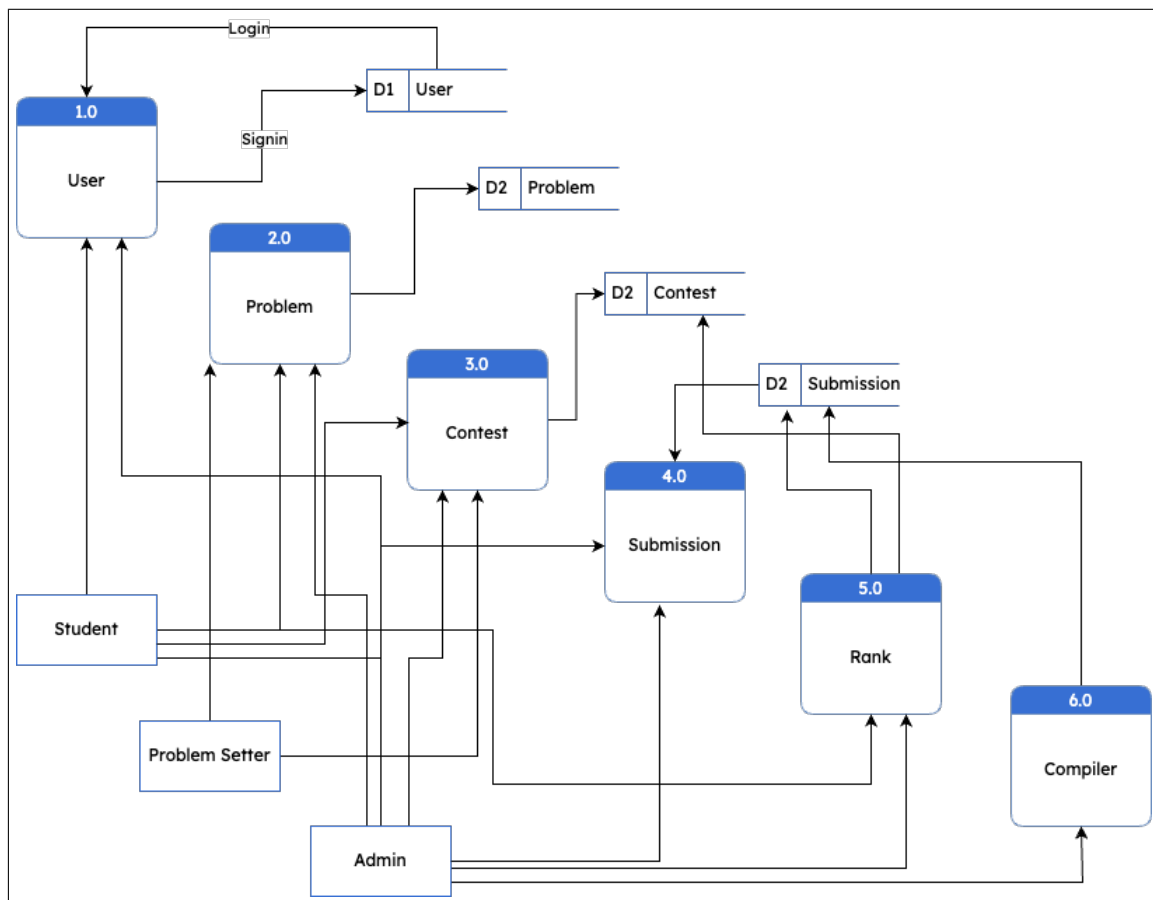 Login
D1 User
1.0
User
Signin
D2 Problem
2.0
Problem
D2 Contest
3.0
Contest
D2 Submission
4.0
Submission
5.0
Rank
Student
6.0
Compiler
Problem Setter
Admin